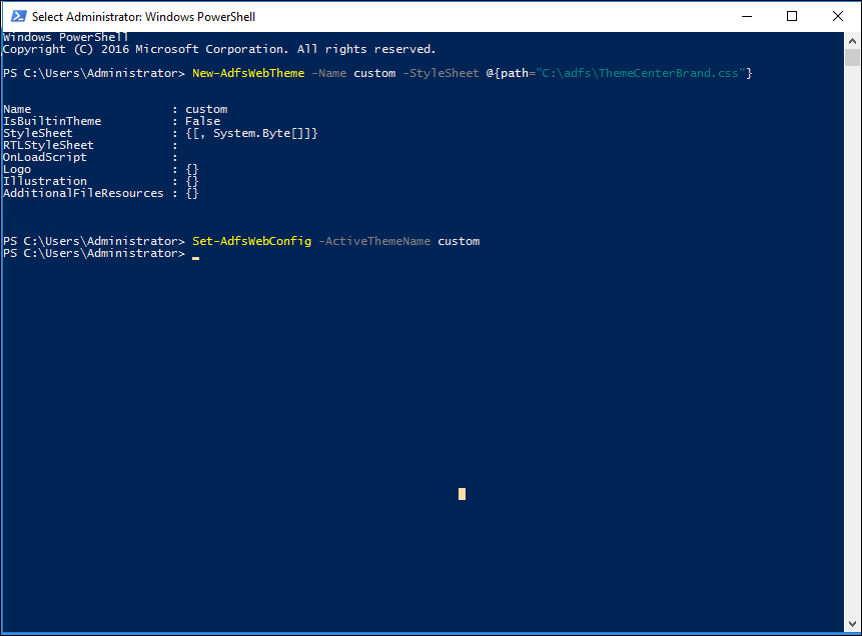 Select Administrator: Windows PowerShell
Windows PowerShell
Copyright (C) 2016 Microsoft Corporation. All rights reserved.
PS C:\Users\Administrator> New-AdfsWebTheme -Name custom -StyleSheet @{path="C:\adfs\ThemeCenterBrand.css"}
Name                   : custom
IsBuiltinTheme         : False
StyleSheet             : {[, System.Byte[]]}
RTLStyleSheet          :
OnLoadScript           :
Logo                   : {}
Illustration           : {}
AdditionalFileResources : {}
PS C:\Users\Administrator> Set-AdfsWebConfig -ActiveThemeName custom
PS C:\Users\Administrator>